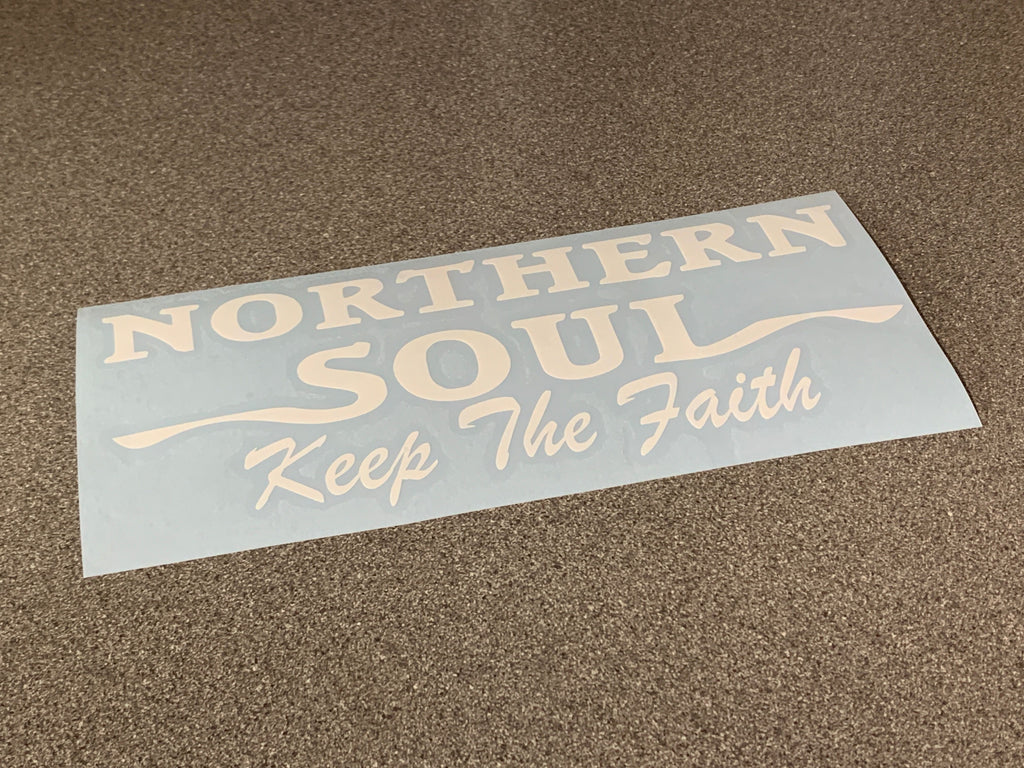 NORTHERN
SOUL
Keep The Faith